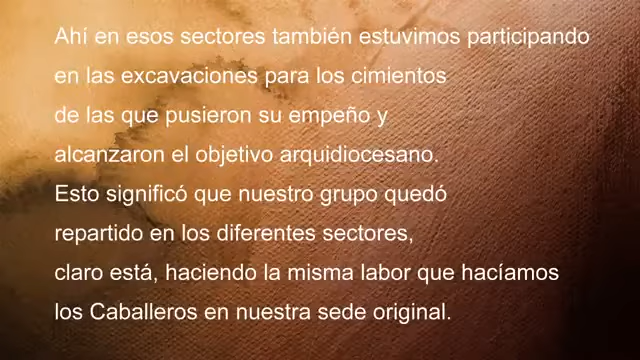 Ahí en esos sectores también estuvimos participando
en las excavaciones para los cimientos
de las que pusieron su empeño y
alcanzaron el objetivo arquidiocesano.
Esto significó que nuestro grupo quedó
repartido en los diferentes sectores,
claro está, haciendo la misma labor que hacíamos
los Caballeros en nuestra sede original.